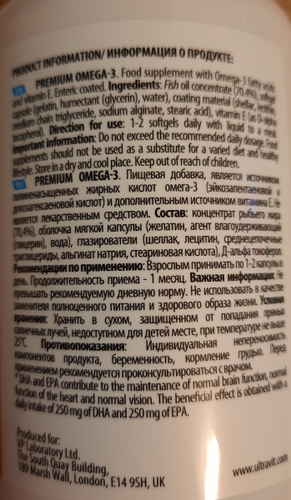 PRODUCT INFORMATION/ ИНФОРМАЦИЯ О ПРОДУКТЕ:
PREMIUM OMEGA-3. Food supplement with Omega-3 fatty acids
and vitamin E. Enteric coated. Ingredients: Fish oil concentrate (70,4%), softgel
capsule (gelatin, humectant (glycerin), water), coating material (shellac,
medium chain triglyceride, sodium alginate, stearic acid), vitamin E (as D-alpha
tocopherol). Direction for use: 1-2 softgels daily with liquid to a meal.
Important information: Do not exceed the recommended daily dosage. Food
supplements should not be used as a substitute for a varied diet and healthy
lifestyle. Store in a dry and cool place. Keep out of reach of children.
PREMIUM OMEGA-3. Пищевая добавка, является источником
полиненасыщенных жирных кислот омега-3 (эйкозапентаеновой и
докозагексаеновой кислот) и дополнительным источником витамина Е. Не
является лекарственным средством. Состав: концентрат рыбьего жира
(70,4%), оболочка мягкой капсулы (желатин, агент влагоудерживающий
(глицерин), вода), глазирователи (шеллак, лецитин, среднецепочечные
триглицериды, альгинат натрия, стеариновая кислота), Д-альфа токоферол.
Рекомендации по применению: Взрослым принимать по 1-2 капсулы в
день. Продолжительность приема - 1 месяц. Важная информация: Не
превышать рекомендуемую дневную норму. Не использовать в качестве
заменителя полноценного питания и здорового образа жизни. Условия
хранения: Хранить в сухом, защищенном от попадания прямых
солнечных лучей, недоступном для детей месте, при температуре не выше
25°С. Противопоказания: Индивидуальная непереносимость
компонентов продукта, беременность, кормление грудью. Перед
применением рекомендуется проконсультироваться с врачом.
* DHA and EPA contribute to the maintenance of normal brain function, normal
function of the heart and normal vision. The beneficial effect is obtained with a
daily intake of 250 mg of DHA and 250 mg of EPA.
Produced for:
VP Laboratory Ltd.
The South Quay Building,
189 Marsh Wall, London, E14 9SH, UK
www.ultravit.com